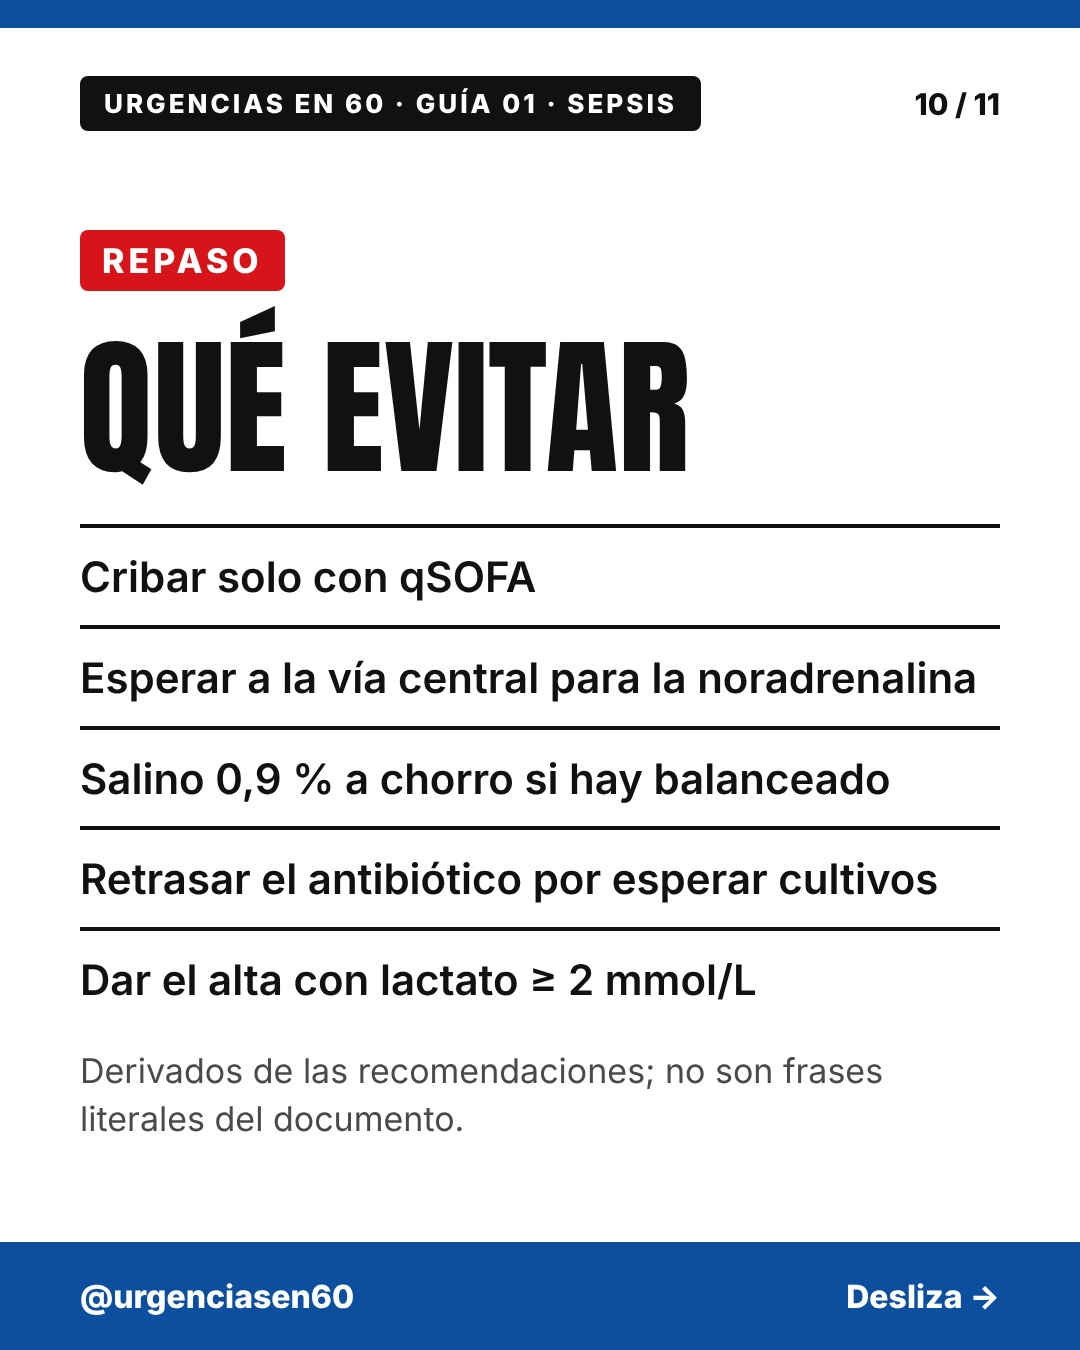 URGENCIAS EN 60 · GUÍA 01 · SEPSIS
10 / 11
REPASO
QUÉ EVITAR
Cribar solo con qSOFA
Esperar a la vía central para la noradrenalina
Salino 0,9 % a chorro si hay balanceado
Retrasar el antibiótico por esperar cultivos
Dar el alta con lactato ≥ 2 mmol/L
Derivados de las recomendaciones; no son frases
literales del documento.
@urgenciasen60
Desliza →